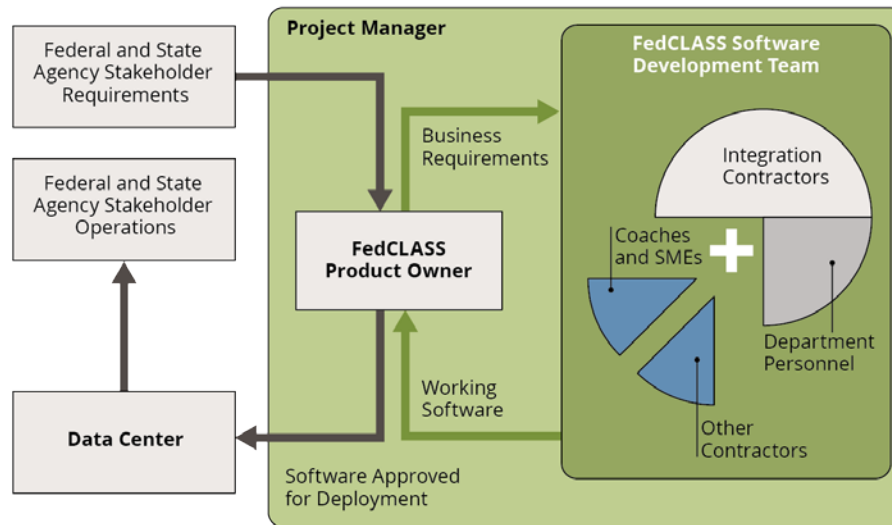 Federal and State
Agency Stakeholder
Requirements
Federal and State
Agency Stakeholder
Operations
Data Center
Project Manager
FedCLASS
Product Owner
Business
Requirements
Working
Software
Software Approved
for Deployment
FedCLASS Software
Development Team
Integration
Contractors
Coaches
and SMEs
Department
Personnel
Other
Contractors